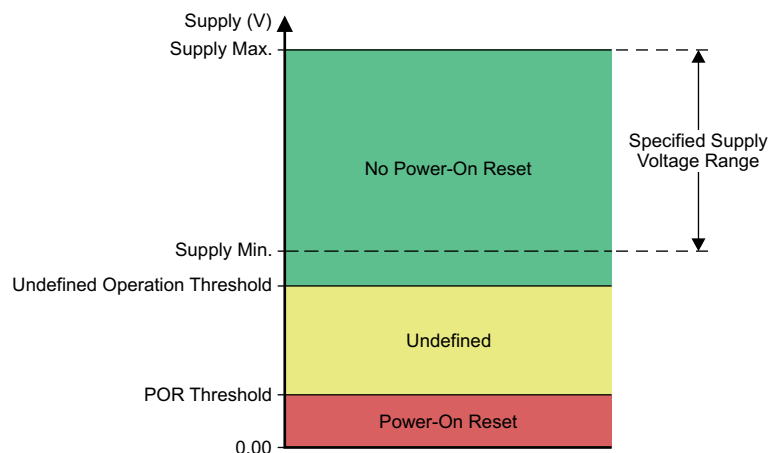 Supply (V)
Supply Max.
No Power-On Reset
Specified Supply
Voltage Range
Supply Min.
Undefined Operation Threshold
Undefined
POR Threshold
Power-On Reset
0.00